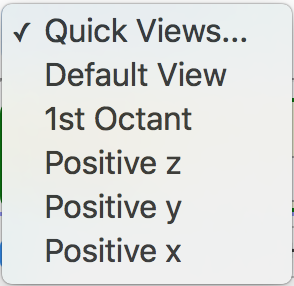 ✓ Quick Views...
Default View
1st Octant
Positive z
Positive y
Positive x